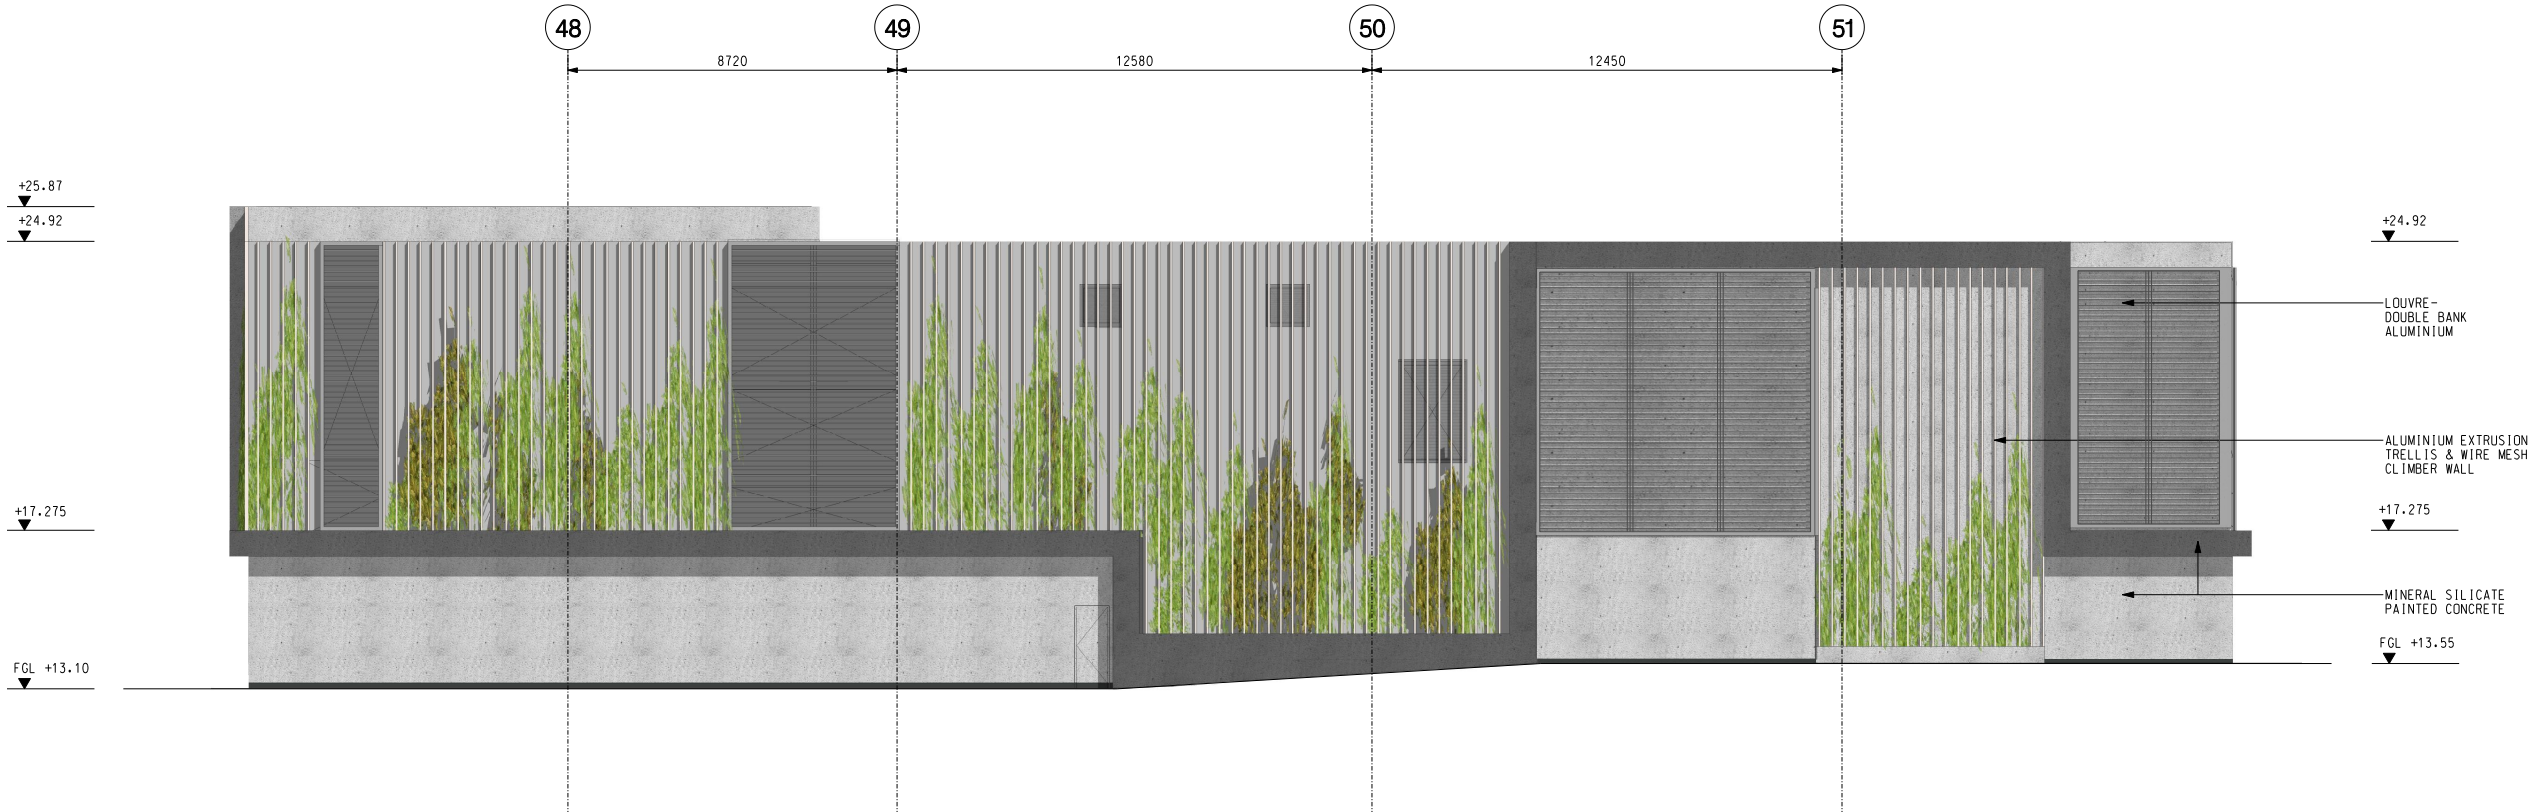 48
49
50
51
8720
12580
12450
+25.87
+24.92
+24.92
LOUVRE-
DOUBLE BANK
ALUMINIUM
ALUMINIUM EXTRUSION
TRELLIS & WIRE MESH
CLIMBER WALL
+17.275
+17.275
MINERAL SILICATE
PAINTED CONCRETE
FGL +13.10
FGL +13.55